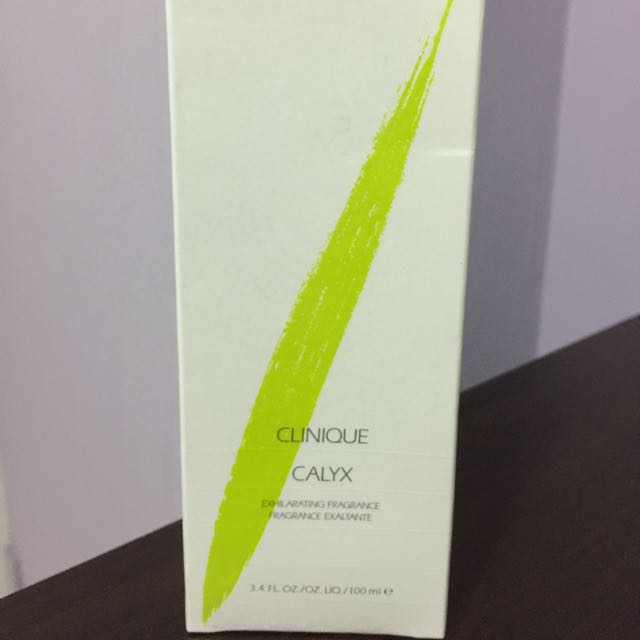 CLINIQUE
CALYX
EXHILARATING FRAGRANCE
FRAGRANCE EXALTANTE
3.4 FL.OZ./OZ. LIQ./100 ml ℮